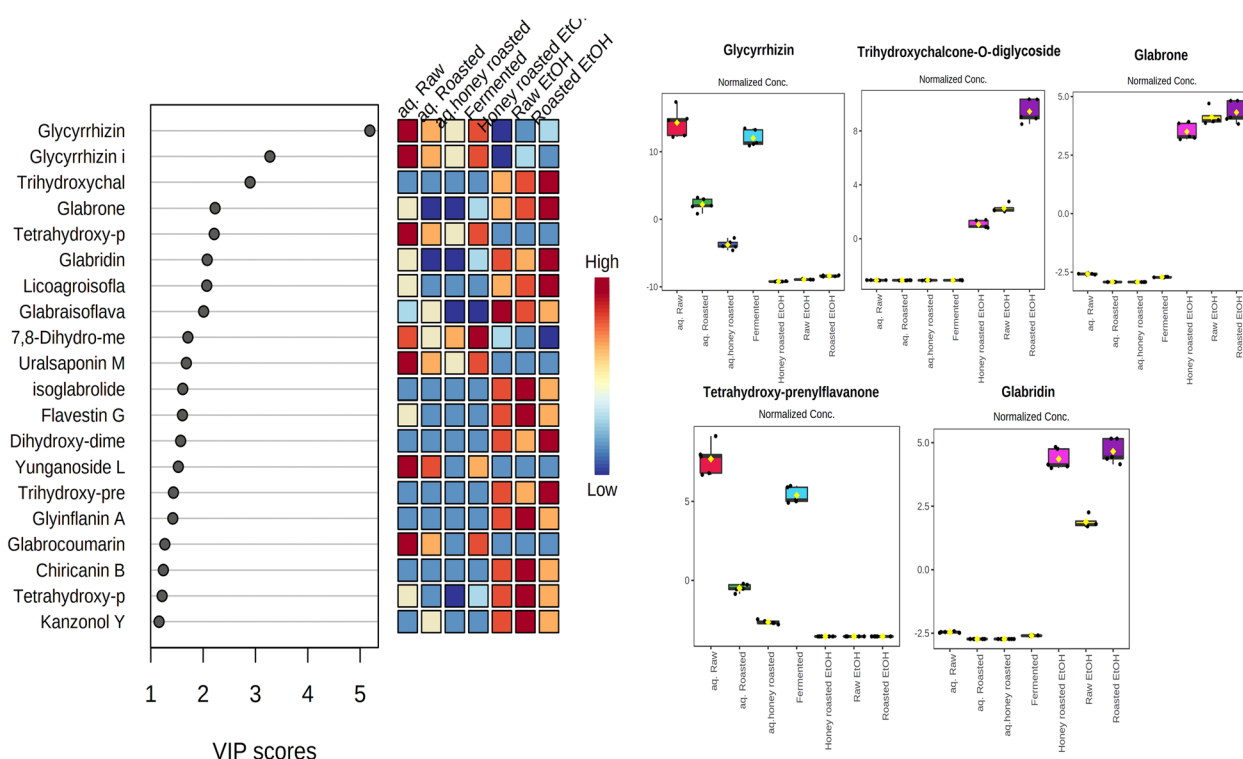 aq. Raw
aq. Roasted
aq.honey roasted
Fermented
Honey roasted EtOH
Raw EtOH
Roasted EtOH
Glycyrrhizin
Glycyrrhizin i
Trihydroxychal
Glabrone
Tetrahydroxy-p
Glabridin
Licoagroisofla
Glabraisoflava
7,8-Dihydro-me
Uralsaponin M
isoglabrolide
Flavestin G
Dihydroxy-dime
Yunganoside L
Trihydroxy-pre
Glyinflanin A
Glabrocoumarin
Chiricanin B
Tetrahydroxy-p
Kanzonol Y
1 2 3 4 5
VIP scores
High
Low
Glycyrrhizin
Normalized Conc.
10
0
-10
aq. Raw
aq. Roasted
aq.honey roasted
Fermented
Honey roasted EtOH
Raw EtOH
Roasted EtOH
Trihydroxychalcone-O-diglycoside
Normalized Conc.
8
4
0
aq. Raw
aq. Roasted
aq.honey roasted
Fermented
Honey roasted EtOH
Raw EtOH
Roasted EtOH
Glabrone
Normalized Conc.
5.0
2.5
0.0
-2.5
aq. Raw
aq. Roasted
aq.honey roasted
Fermented
Honey roasted EtOH
Raw EtOH
Roasted EtOH
Tetrahydroxy-prenylflavanone
Normalized Conc.
5
0
aq. Raw
aq. Roasted
aq.honey roasted
Fermented
Honey roasted EtOH
Raw EtOH
Roasted EtOH
Glabridin
Normalized Conc.
5.0
2.5
0.0
-2.5
aq. Raw
aq. Roasted
aq.honey roasted
Fermented
Honey roasted EtOH
Raw EtOH
Roasted EtOH